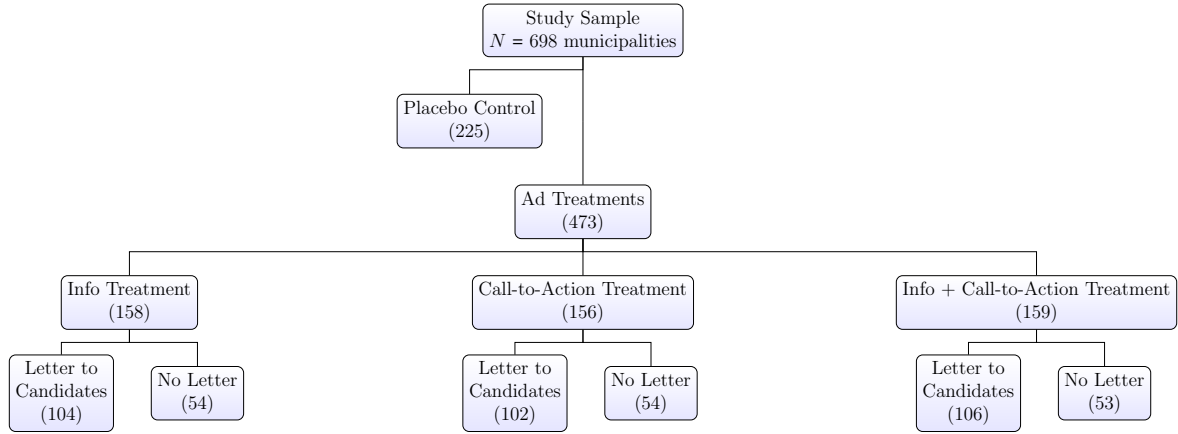 Study Sample
N = 698 municipalities
Placebo Control
(225)
Ad Treatments
(473)
Info Treatment
(158)
Call-to-Action Treatment
(156)
Info + Call-to-Action Treatment
(159)
Letter to
Candidates
(104)
No Letter
(54)
Letter to
Candidates
(102)
No Letter
(54)
Letter to
Candidates
(106)
No Letter
(53)